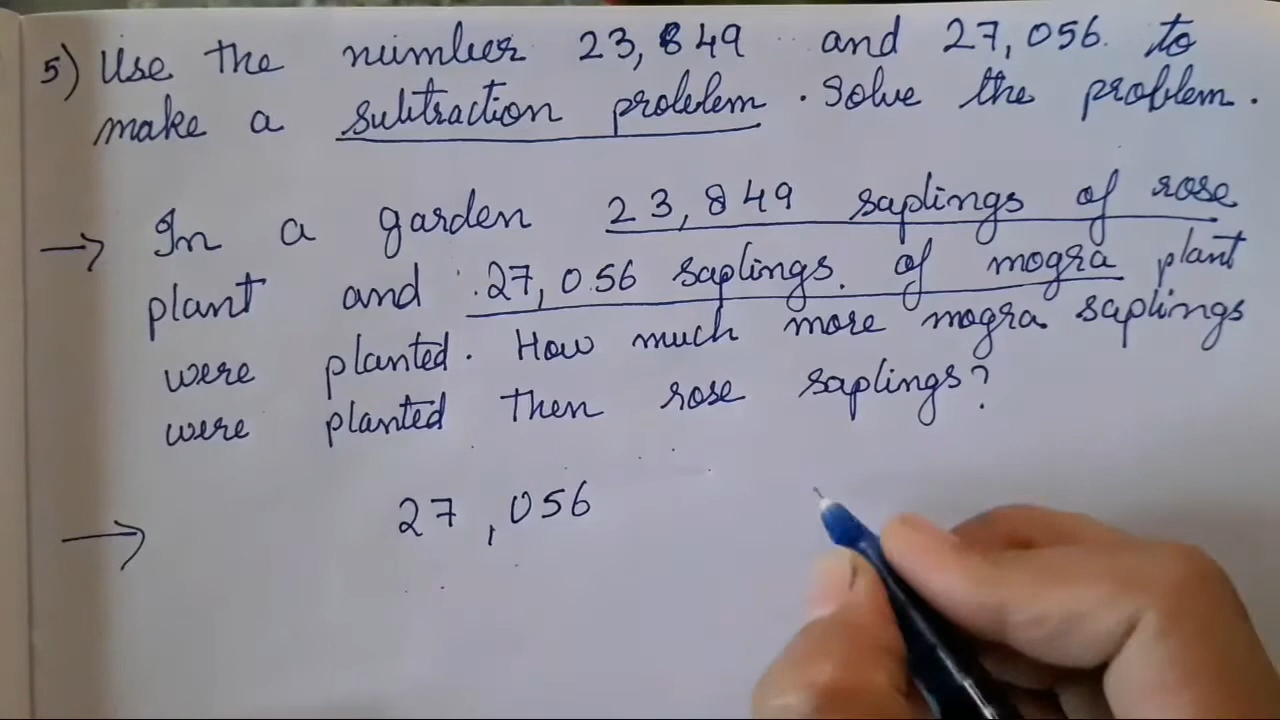 5) Use the number 23,849 and 27,056 to
make a subtraction problem. Solve the problem.
→ In a garden 23,849 saplings of rose
plant and 27,056 saplings of mogra plant
were planted. How much more mogra saplings
were planted then rose saplings?
→ 27,056